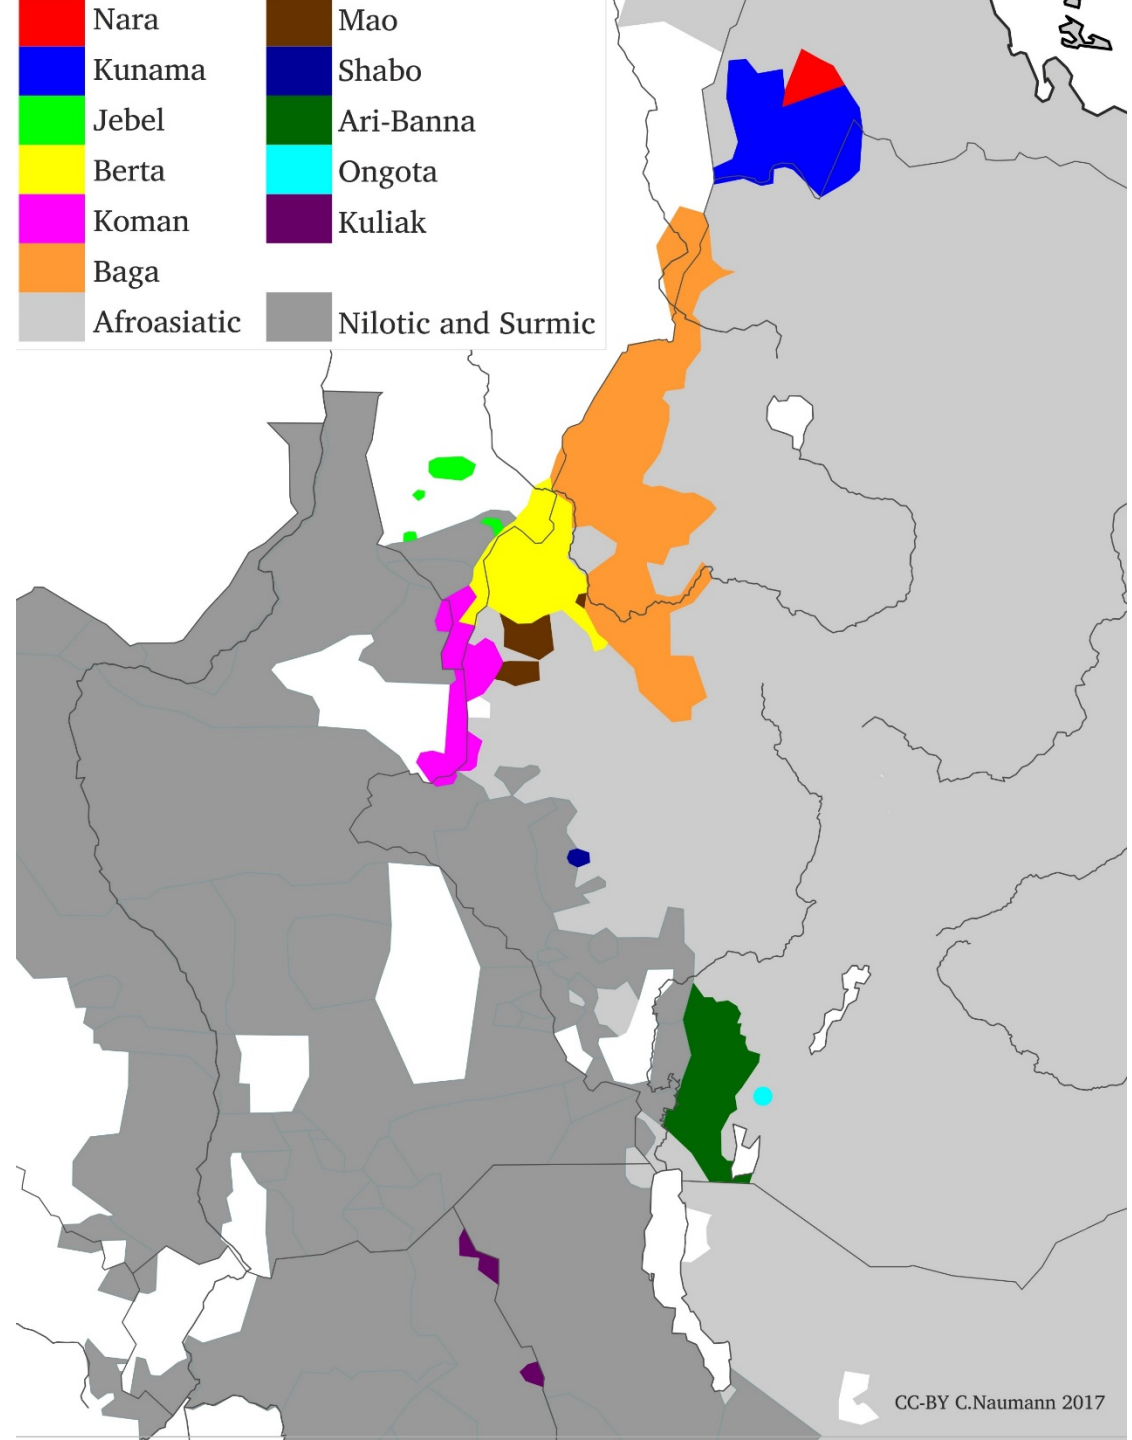 Nara
Mao
Kunama
Shabo
Jebel
Ari-Banna
Berta
Ongota
Koman
Kuliak
Baga
Afroasiatic
Nilotic and Surmic
CC-BY C.Naumann 2017